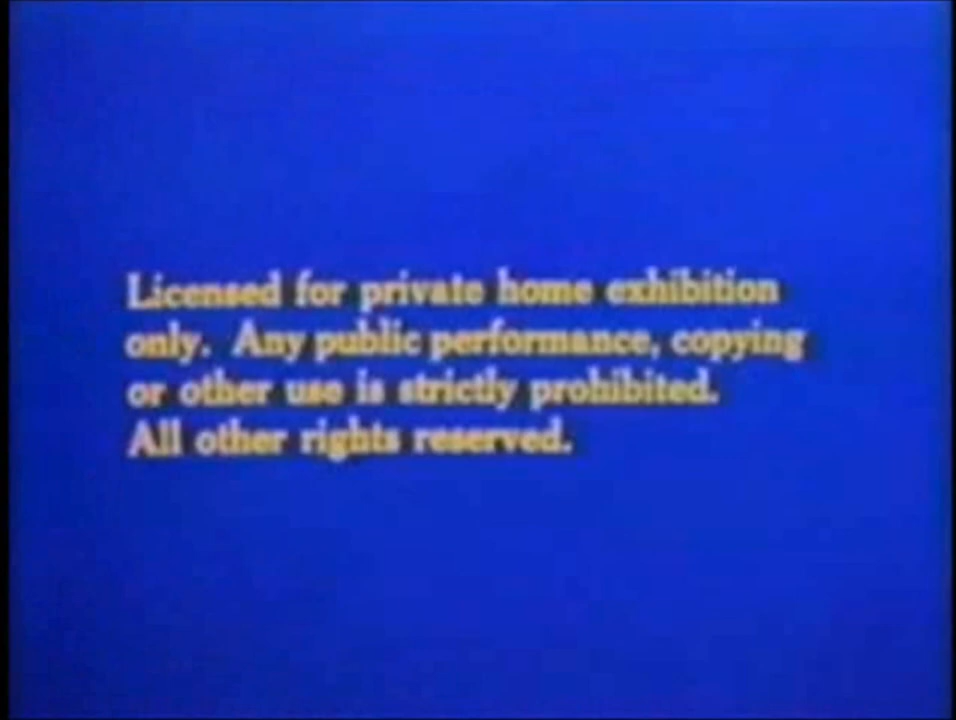 Licensed for private home exhibition
only. Any public performance, copying
or other use is strictly prohibited.
All other rights reserved.